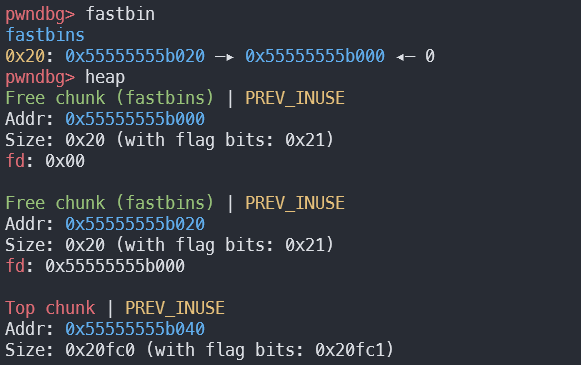 pwndbg> fastbin
fastbins
0x20: 0x55555555b020 —▸ 0x55555555b000 ◂— 0
pwndbg> heap
Free chunk (fastbins) | PREV_INUSE
Addr: 0x55555555b000
Size: 0x20 (with flag bits: 0x21)
fd: 0x00

Free chunk (fastbins) | PREV_INUSE
Addr: 0x55555555b020
Size: 0x20 (with flag bits: 0x21)
fd: 0x55555555b000

Top chunk | PREV_INUSE
Addr: 0x55555555b040
Size: 0x20fc0 (with flag bits: 0x20fc1)